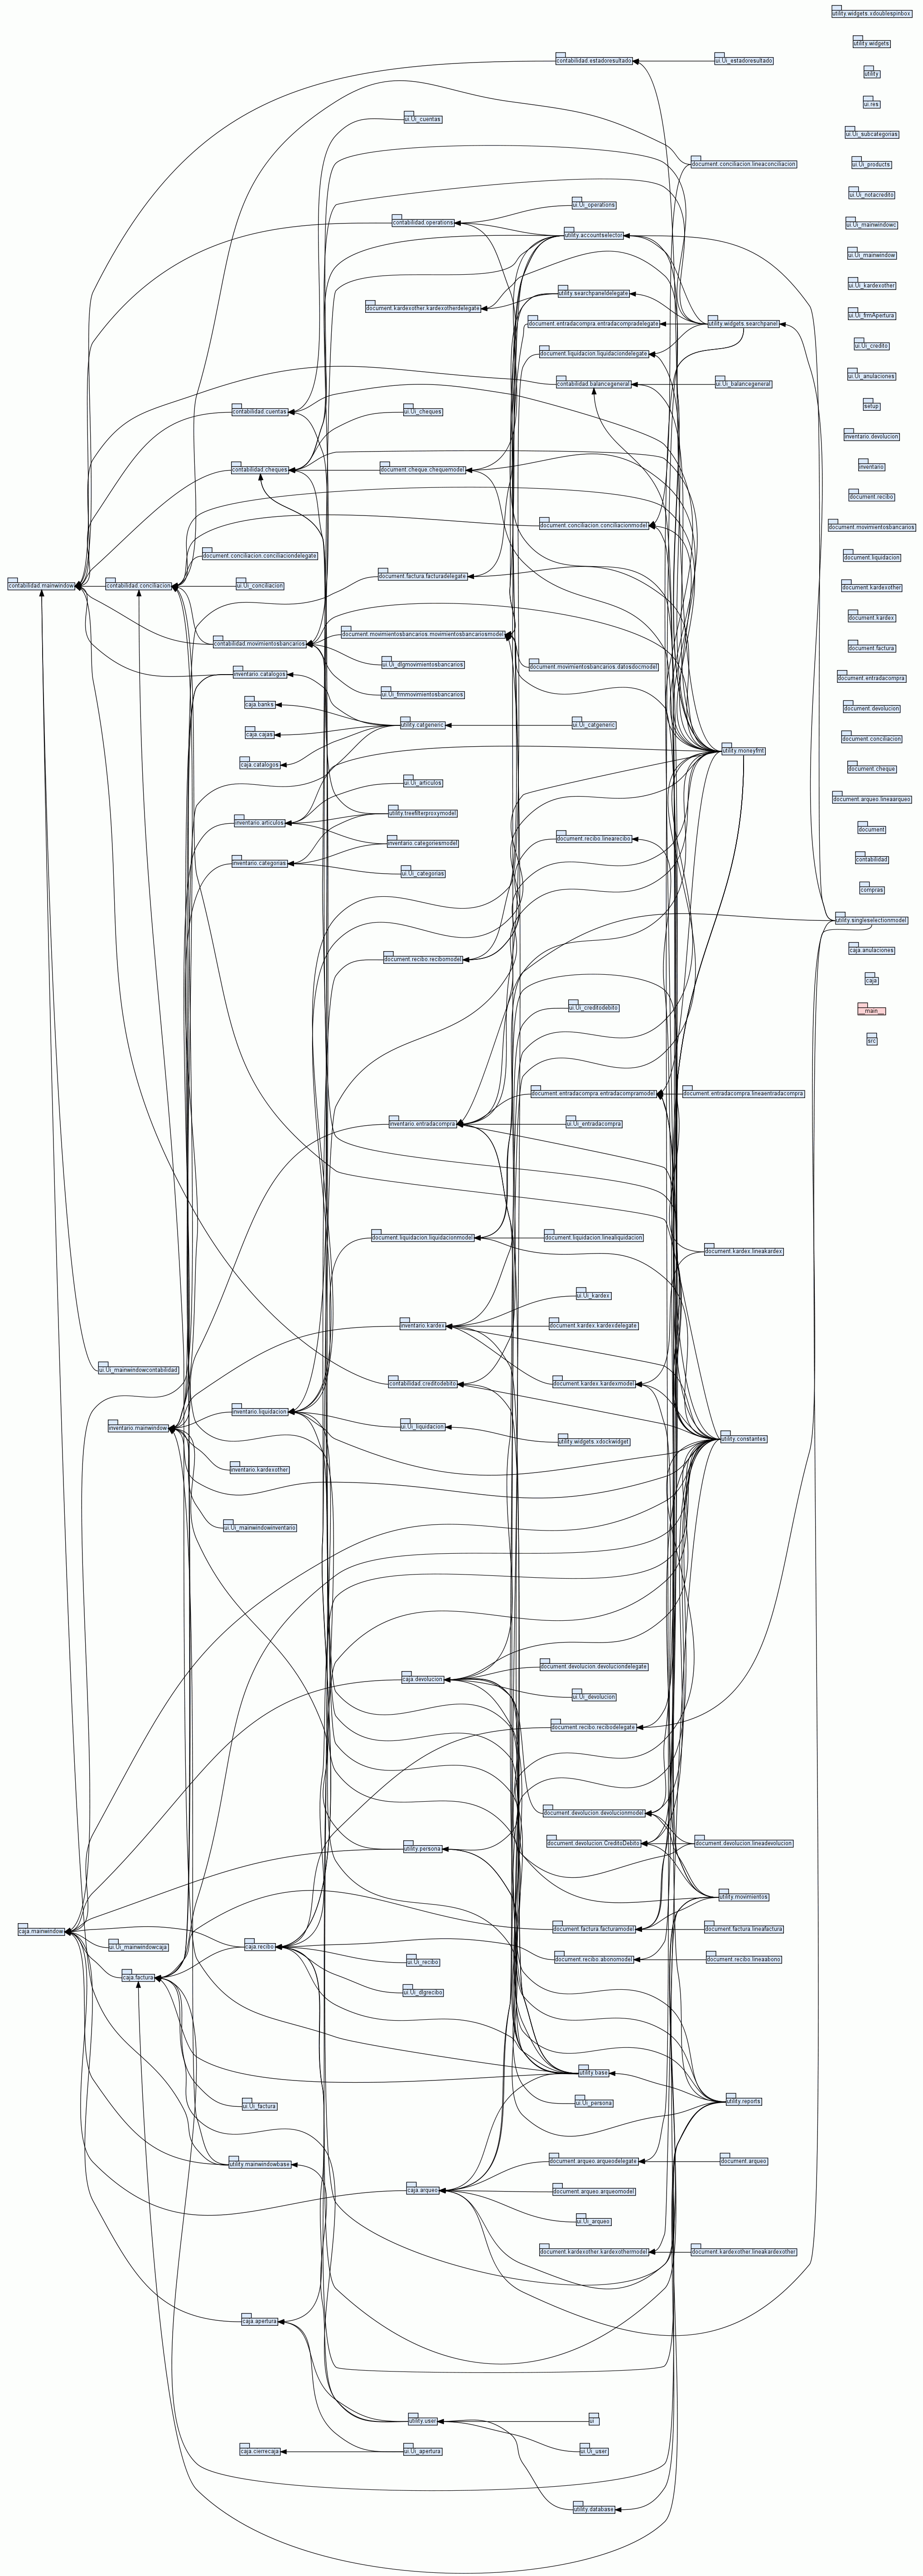 utility.widgets.xdoublespinbox
utility.widgets
contabilidad.estadoresultado
ui.Ui_estadoresultado
utility
ui.res
ui.Ui_cuentas
ui.Ui_subcategorias
document.conciliacion.lineaconciliacion
ui.Ui_products
ui.Ui_notacredito
ui.Ui_operations
contabilidad.operations
ui.Ui_mainwindowc
utility.accountselector
ui.Ui_mainwindow
ui.Ui_kardexother
utility.searchpaneldelegate
document.kardexother.kardexotherdelegate
ui.Ui_frmApertura
document.entradacompra.entradacompradelegate
utility.widgets.searchpanel
ui.Ui_credito
document.liquidacion.liquidaciondelegate
ui.Ui_anulaciones
contabilidad.balancegeneral
ui.Ui_balancegeneral
setup
contabilidad.cuentas
ui.Ui_cheques
inventario.devolucion
inventario
contabilidad.cheques
document.cheque.chequemodel
document.recibo
document.conciliacion.conciliacionmodel
document.movimientosbancarios
document.conciliacion.conciliaciondelegate
document.liquidacion
document.factura.facturadelegate
contabilidad.mainwindow
contabilidad.conciliacion
ui.Ui_conciliacion
document.kardexother
document.kardex
document.movimientosbancarios.movimientosbancariosmodel
contabilidad.movimientosbancarios
document.factura
ui.Ui_dlgmovimientosbancarios
document.movimientosbancarios.datosdocmodel
inventario.catalogos
document.entradacompra
ui.Ui_frmmovimientosbancarios
caja.banks
document.devolucion
utility.catgeneric
ui.Ui_catgeneric
caja.cajas
document.conciliacion
utility.moneyfmt
caja.catalogos
document.cheque
ui.Ui_articulos
document.arqueo.lineaarqueo
utility.treefilterproxymodel
inventario.articulos
document
inventario.categoriesmodel
document.recibo.linearecibo
inventario.categorias
contabilidad
ui.Ui_categorias
compras
utility.singleselectionmodel
caja.anulaciones
document.recibo.recibomodel
caja
ui.Ui_creditodebito
__main__
src
document.entradacompra.entradacompramodel
document.entradacompra.lineaentradacompra
inventario.entradacompra
ui.Ui_entradacompra
document.liquidacion.liquidacionmodel
document.liquidacion.linealiquidacion
document.kardex.lineakardex
ui.Ui_kardex
inventario.kardex
document.kardex.kardexdelegate
ui.Ui_mainwindowcontabilidad
contabilidad.creditodebito
document.kardex.kardexmodel
inventario.liquidacion
inventario.mainwindow
ui.Ui_liquidacion
utility.constantes
utility.widgets.xdockwidget
inventario.kardexother
ui.Ui_mainwindowinventario
document.devolucion.devoluciondelegate
caja.devolucion
ui.Ui_devolucion
document.recibo.recibodelegate
document.devolucion.devolucionmodel
document.devolucion.CreditoDebito
document.devolucion.lineadevolucion
utility.persona
utility.movimientos
caja.mainwindow
document.factura.facturamodel
document.factura.lineafactura
ui.Ui_mainwindowcaja
caja.recibo
document.recibo.abonomodel
document.recibo.lineaabono
ui.Ui_recibo
caja.factura
ui.Ui_dlgrecibo
utility.base
ui.Ui_factura
ui.Ui_persona
utility.reports
utility.mainwindowbase
document.arqueo.arqueodelegate
document.arqueo
caja.arqueo
document.arqueo.arqueomodel
ui.Ui_arqueo
document.kardexother.kardexothermodel
document.kardexother.lineakardexother
caja.apertura
utility.user
ui
caja.cierrecaja
ui.Ui_apertura
ui.Ui_user
utility.database